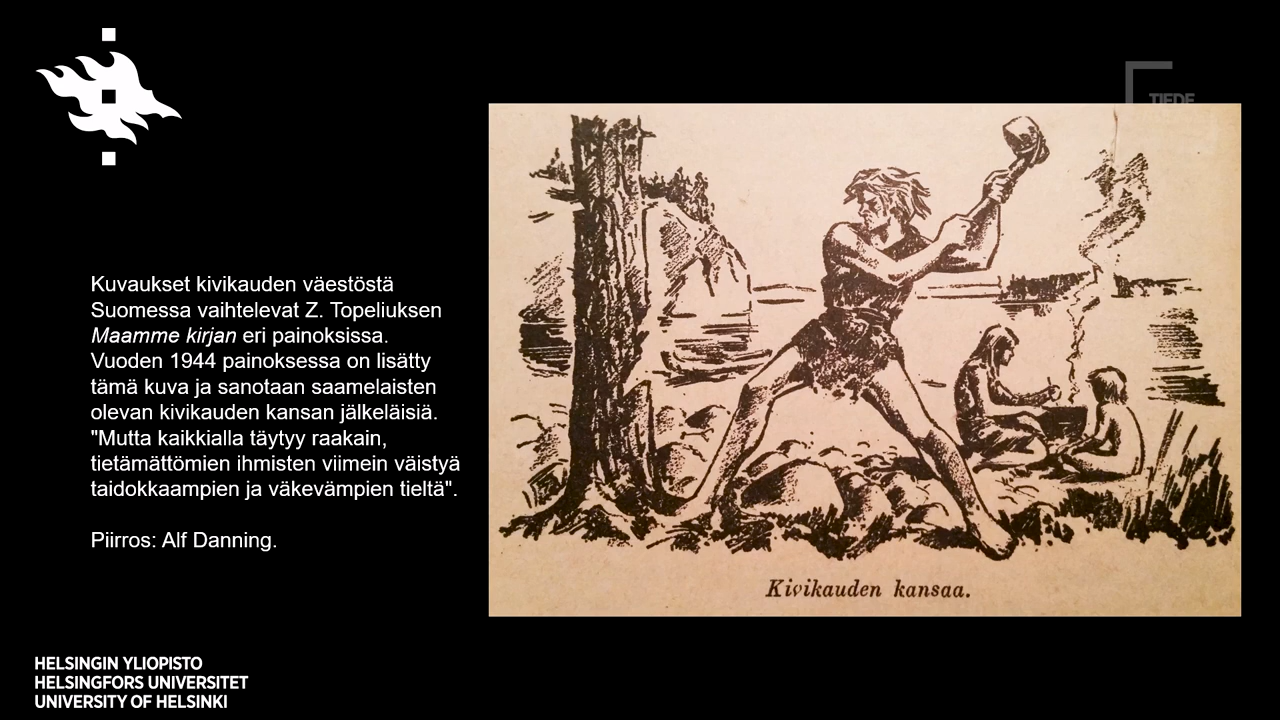 TIEDE
Kuvaukset kivikauden väestöstä
Suomessa vaihtelevat Z. Topeliuksen
Maamme kirjan eri painoksissa.
Vuoden 1944 painoksessa on lisätty
tämä kuva ja sanotaan saamelaisten
olevan kivikauden kansan jälkeläisiä.
"Mutta kaikkialla täytyy raakain,
tietämättömien ihmisten viimein väistyä
taidokkaampien ja väkevämpien tieltä".
Piirros: Alf Danning.
Kivikauden kansaa.
HELSINGIN YLIOPISTO
HELSINGFORS UNIVERSITET
UNIVERSITY OF HELSINKI